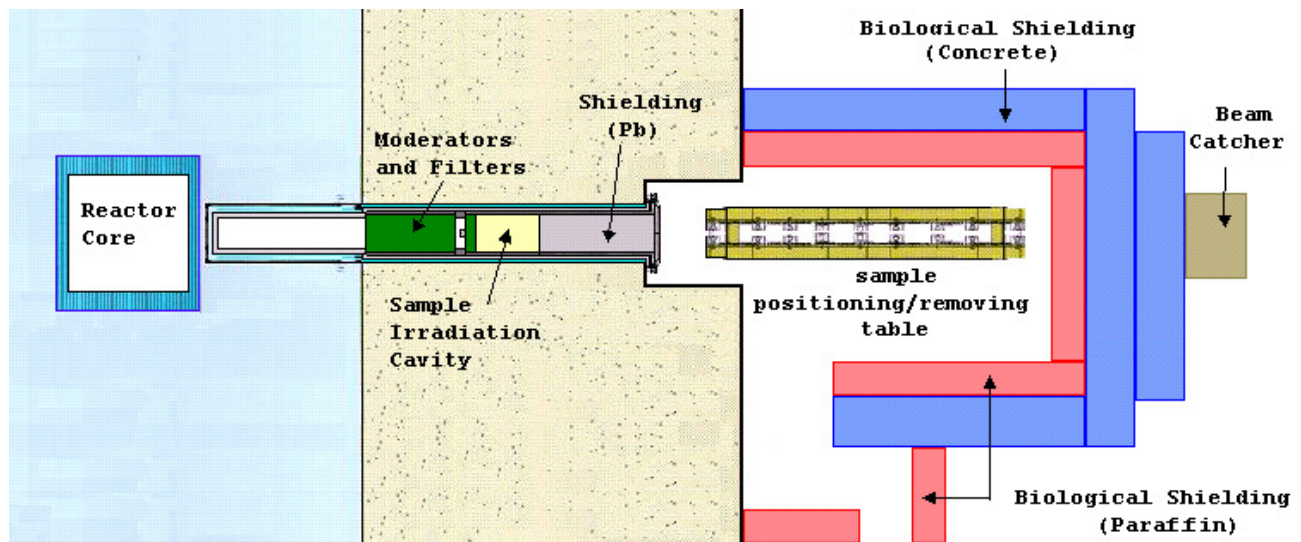 Biological Shielding
(Concrete)
Shielding
(Pb)
Beam
Catcher
Moderators
and Filters
Reactor
Core
sample
positioning/removing
table
Sample
Irradiation
Cavity
Biological Shielding
(Paraffin)